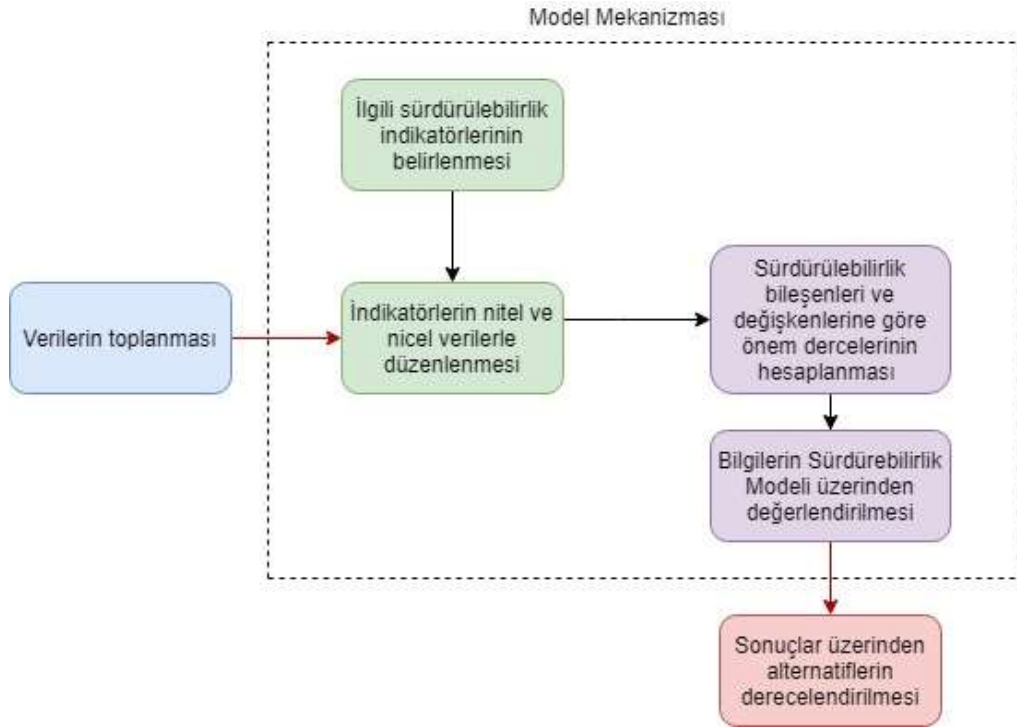 Model Mekanizması
İlgili sürdürülebilirlik
indikatörlerinin
belirlenmesi
Verilerin toplanması
İndikatörlerin nitel ve
nicel verilerle
düzenlenmesi
Sürdürülebilirlik
bileşenleri ve
değişkenlerine göre
önem dercelerinin
hesaplanması
Bilgilerin Sürdürebilirlik
Modeli üzerinden
değerlendirilmesi
Sonuçlar üzerinden
alternatiflerin
derecelendirilmesi